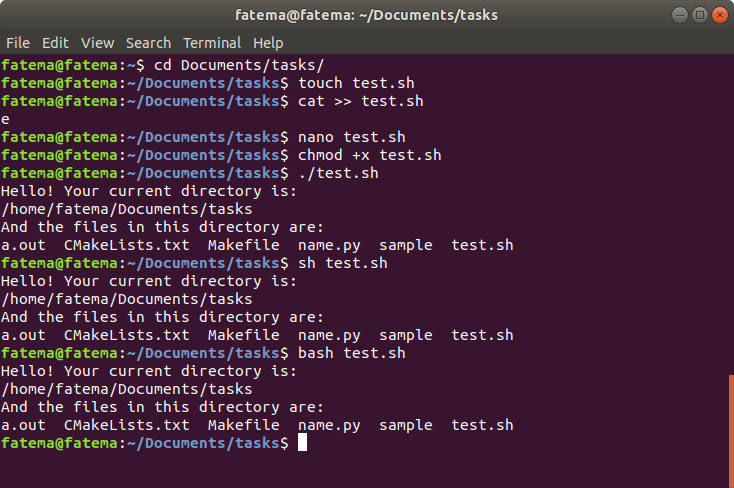 fatema@fatema: ~/Documents/tasks
File Edit View Search Terminal Help
fatema@fatema:~$ cd Documents/tasks/
fatema@fatema:~/Documents/tasks$ touch test.sh
fatema@fatema:~/Documents/tasks$ cat >> test.sh
e
fatema@fatema:~/Documents/tasks$ nano test.sh
fatema@fatema:~/Documents/tasks$ chmod +x test.sh
fatema@fatema:~/Documents/tasks$ ./test.sh
Hello! Your current directory is:
/home/fatema/Documents/tasks
And the files in this directory are:
a.out  CMakeLists.txt  Makefile  name.py  sample  test.sh
fatema@fatema:~/Documents/tasks$ sh test.sh
Hello! Your current directory is:
/home/fatema/Documents/tasks
And the files in this directory are:
a.out  CMakeLists.txt  Makefile  name.py  sample  test.sh
fatema@fatema:~/Documents/tasks$ bash test.sh
Hello! Your current directory is:
/home/fatema/Documents/tasks
And the files in this directory are:
a.out  CMakeLists.txt  Makefile  name.py  sample  test.sh
fatema@fatema:~/Documents/tasks$